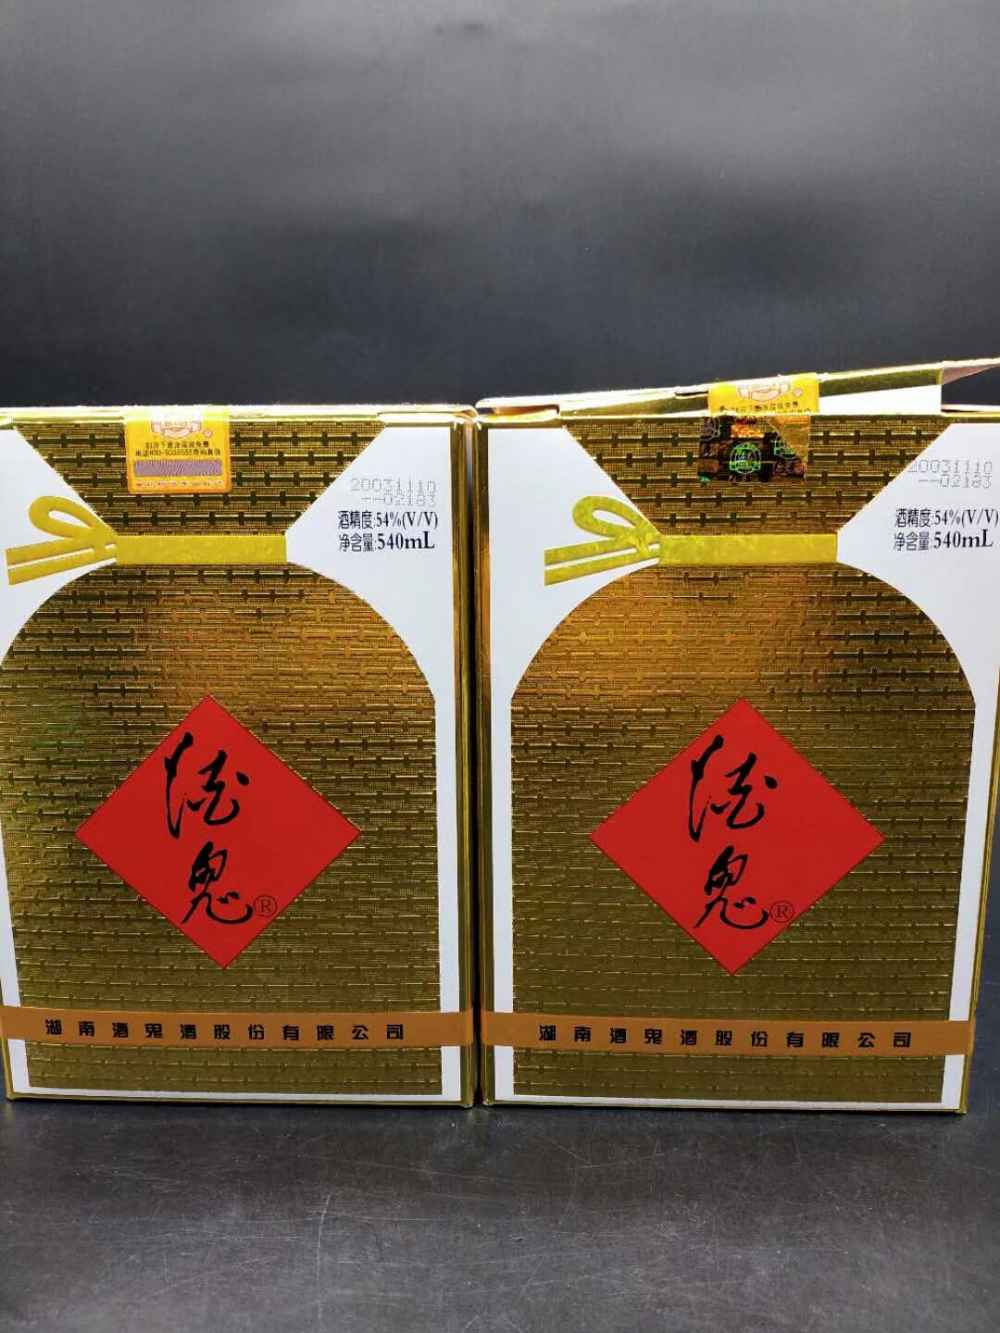 20031110
--02183
酒精度:54%(V/V)
净含量:540mL
酒
鬼®
湖南酒鬼酒股份有限公司
20031110
--02183
酒精度:54%(V/V)
净含量:540mL
酒
鬼®
湖南酒鬼酒股份有限公司